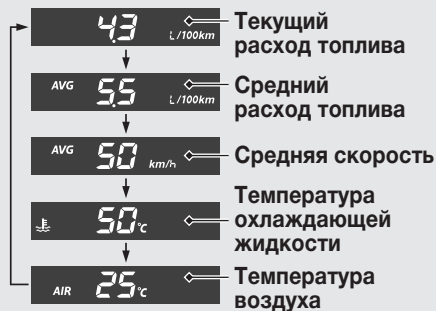 4.3 L/100km
Текущий
расход топлива
AVG 5.5 L/100km
Средний
расход топлива
AVG 50 km/h
Средняя скорость
50°C
Температура
охлаждающей
жидкости
AIR 25°C
Температура
воздуха